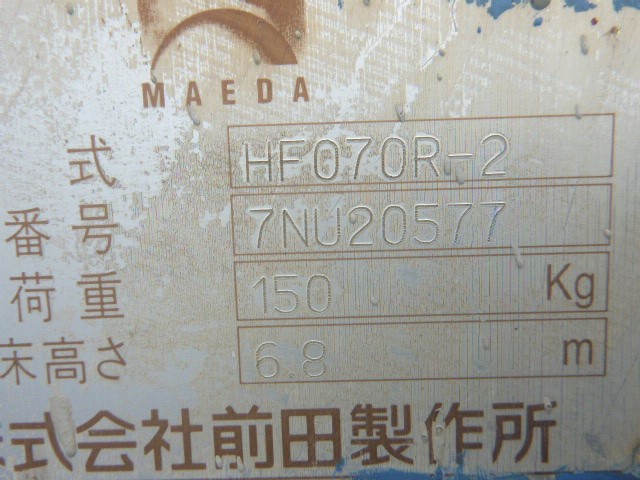 MAEDA
式 HF070R-2
番号 7NU20577
荷重 150 Kg
床高さ 6.8 m
式会社前田製作所